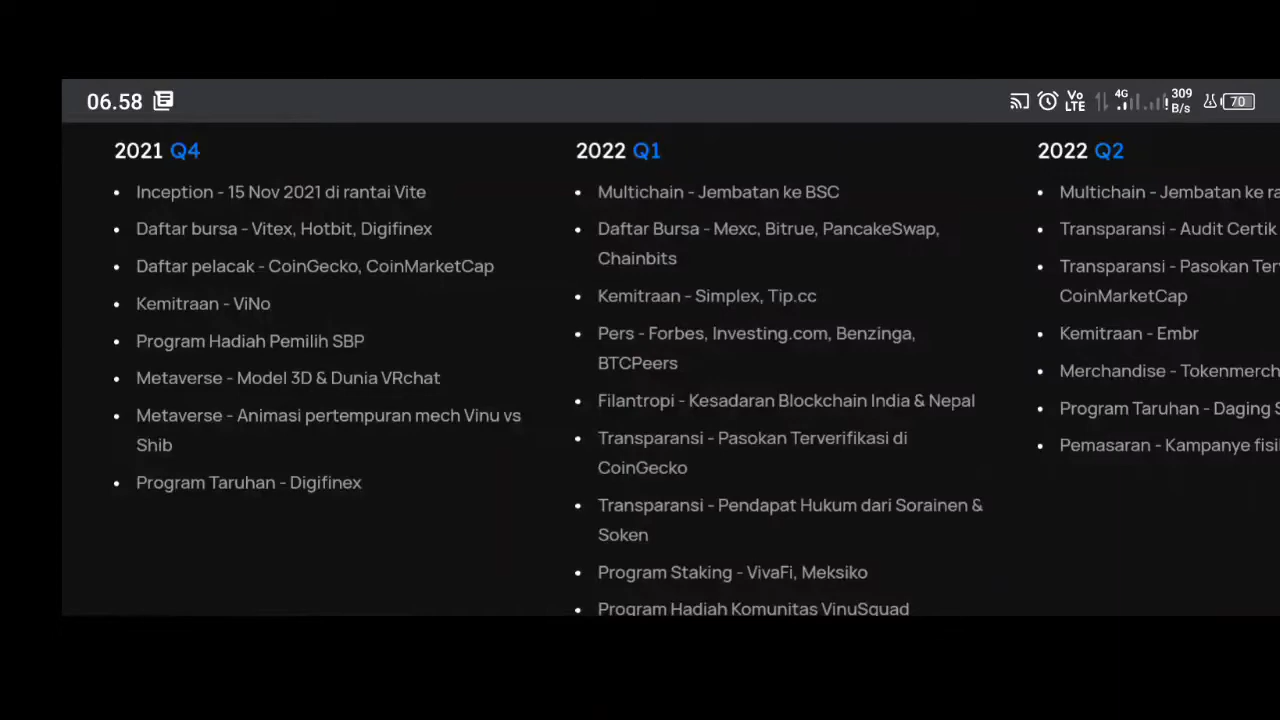 06.58
Vo LTE 4G 309 B/s 70
2021 Q4
Inception - 15 Nov 2021 di rantai Vite
Daftar bursa - Vitex, Hotbit, Digifinex
Daftar pelacak - CoinGecko, CoinMarketCap
Kemitraan - ViNo
Program Hadiah Pemilih SBP
Metaverse - Model 3D & Dunia VRchat
Metaverse - Animasi pertempuran mech Vinu vs
Shib
Program Taruhan - Digifinex
2022 Q1
Multichain - Jembatan ke BSC
Daftar Bursa - Mexc, Bitrue, PancakeSwap,
Chainbits
Kemitraan - Simplex, Tip.cc
Pers - Forbes, Investing.com, Benzinga,
BTCPeers
Filantropi - Kesadaran Blockchain India & Nepal
Transparansi - Pasokan Terverifikasi di
CoinGecko
Transparansi - Pendapat Hukum dari Sorainen &
Soken
Program Staking - VivaFi, Meksiko
Program Hadiah Komunitas VinuSquad
2022 Q2
Multichain - Jembatan ke
Transparansi - Audit Certik
Transparansi - Pasokan
CoinMarketCap
Kemitraan - Embr
Merchandise -
Program Taruhan - Daging
Pemasaran - Kampanye